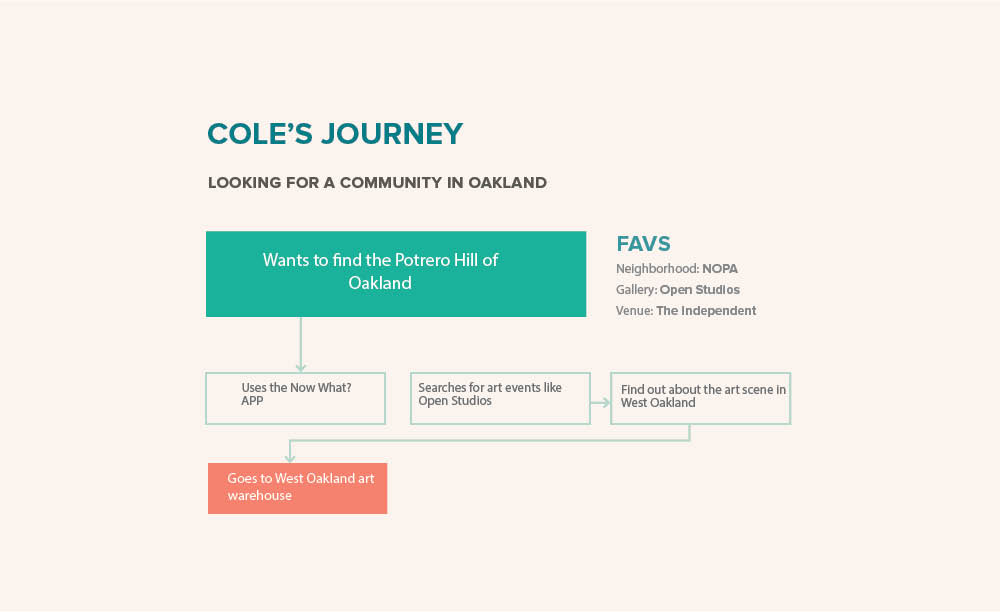 COLE’S JOURNEY
LOOKING FOR A COMMUNITY IN OAKLAND
Wants to find the Potrero Hill of
Oakland
FAVS
Neighborhood: NOPA
Gallery: Open Studios
Venue: The Independent
Uses the Now What?
APP
Searches for art events like
Open Studios
Find out about the art scene in
West Oakland
Goes to West Oakland art
warehouse